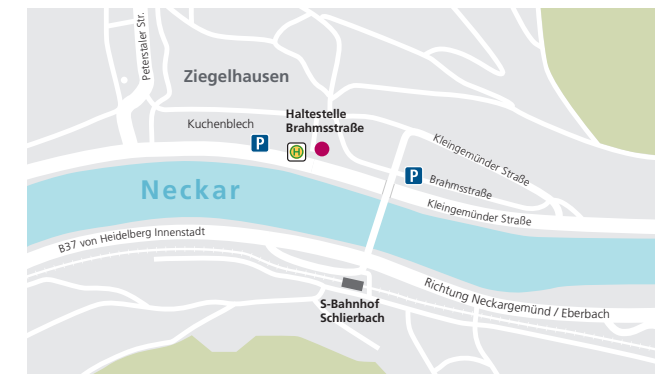 Peterstaler Str.
Ziegelhausen
Haltestelle
Brahmsstraße
Kuchenblech
P
H
Kleingemünder Straße
P
Brahmsstraße
Kleingemünder Straße
Neckar
B37 von Heidelberg Innenstadt
Richtung Neckargemünd / Eberbach
S-Bahnhof
Schlierbach